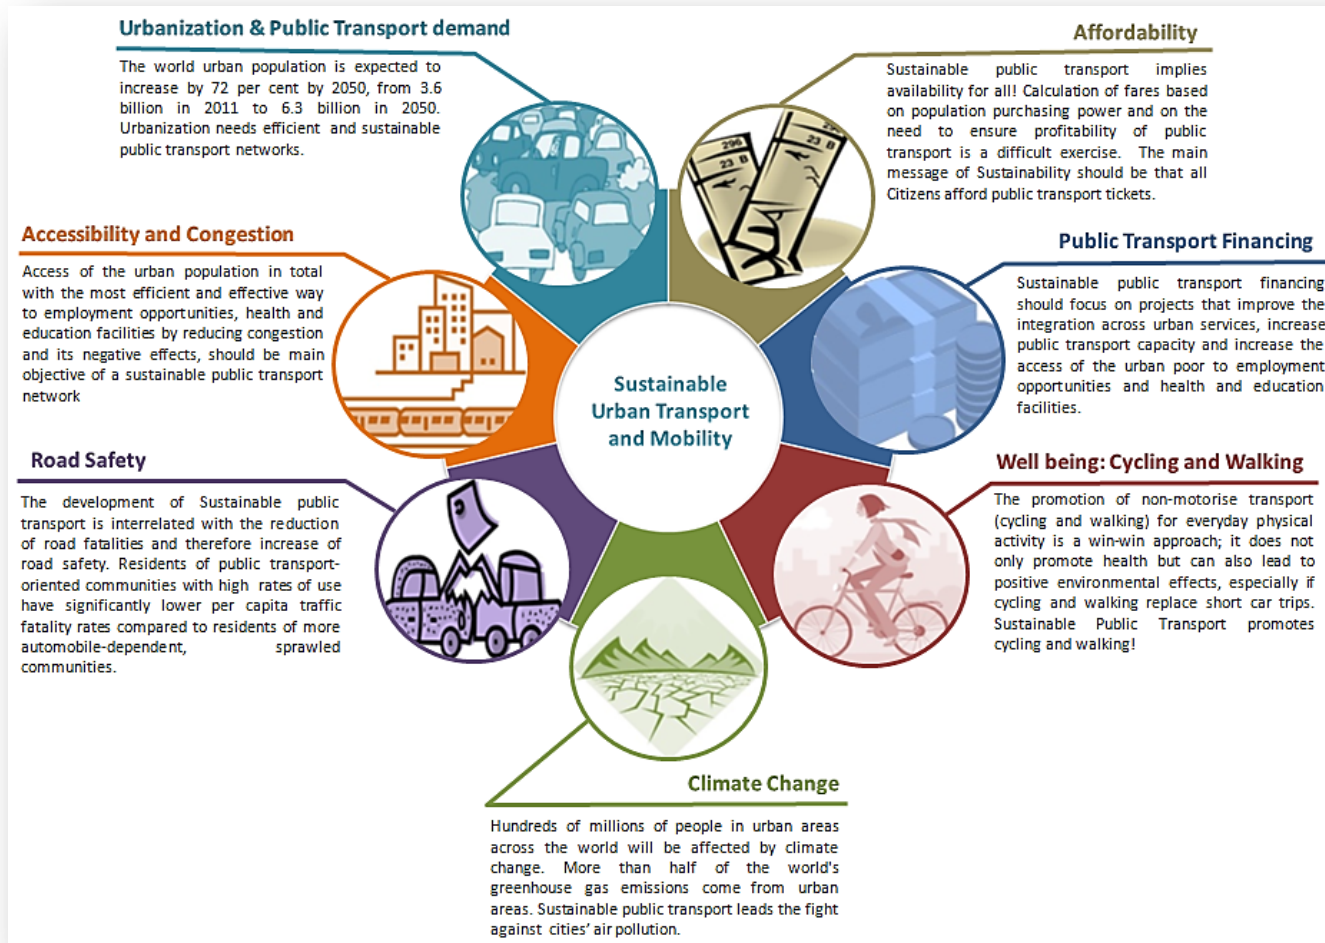 Urbanization & Public Transport demand
The world urban population is expected to
increase by 72 per cent by 2050, from 3.6
billion in 2011 to 6.3 billion in 2050.
Urbanization needs efficient and sustainable
public transport networks.
Affordability
Sustainable public transport implies
availability for all! Calculation of fares based
on population purchasing power and on the
need to ensure profitability of public
transport is a difficult exercise. The main
message of Sustainability should be that all
Citizens afford public transport tickets.
296
23 B
296
23 B
Accessibility and Congestion
Access of the urban population in total
with the most efficient and effective way
to employment opportunities, health and
education facilities by reducing congestion
and its negative effects, should be main
objective of a sustainable public transport
network
Public Transport Financing
Sustainable public transport financing
should focus on projects that improve the
integration across urban services, increase
public transport capacity and increase the
access of the urban poor to employment
opportunities and health and education
facilities.
Sustainable
Urban Transport
and Mobility
Road Safety
The development of Sustainable public
transport is interrelated with the reduction
of road fatalities and therefore increase of
road safety. Residents of public transport-
oriented communities with high rates of use
have significantly lower per capita traffic
fatality rates compared to residents of more
automobile-dependent, sprawled
communities.
Well being: Cycling and Walking
The promotion of non-motorise transport
(cycling and walking) for everyday physical
activity is a win-win approach; it does not
only promote health but can also lead to
positive environmental effects, especially if
cycling and walking replace short car trips.
Sustainable Public Transport promotes
cycling and walking!
Climate Change
Hundreds of millions of people in urban areas
across the world will be affected by climate
change. More than half of the world's
greenhouse gas emissions come from urban
areas. Sustainable public transport leads the fight
against cities' air pollution.